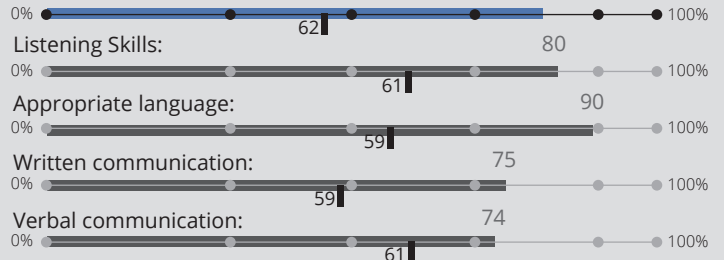 0% 100%
62
Listening Skills: 80
0% 100%
61
Appropriate language: 90
0% 100%
59
Written communication: 75
0% 100%
59
Verbal communication: 74
0% 100%
61